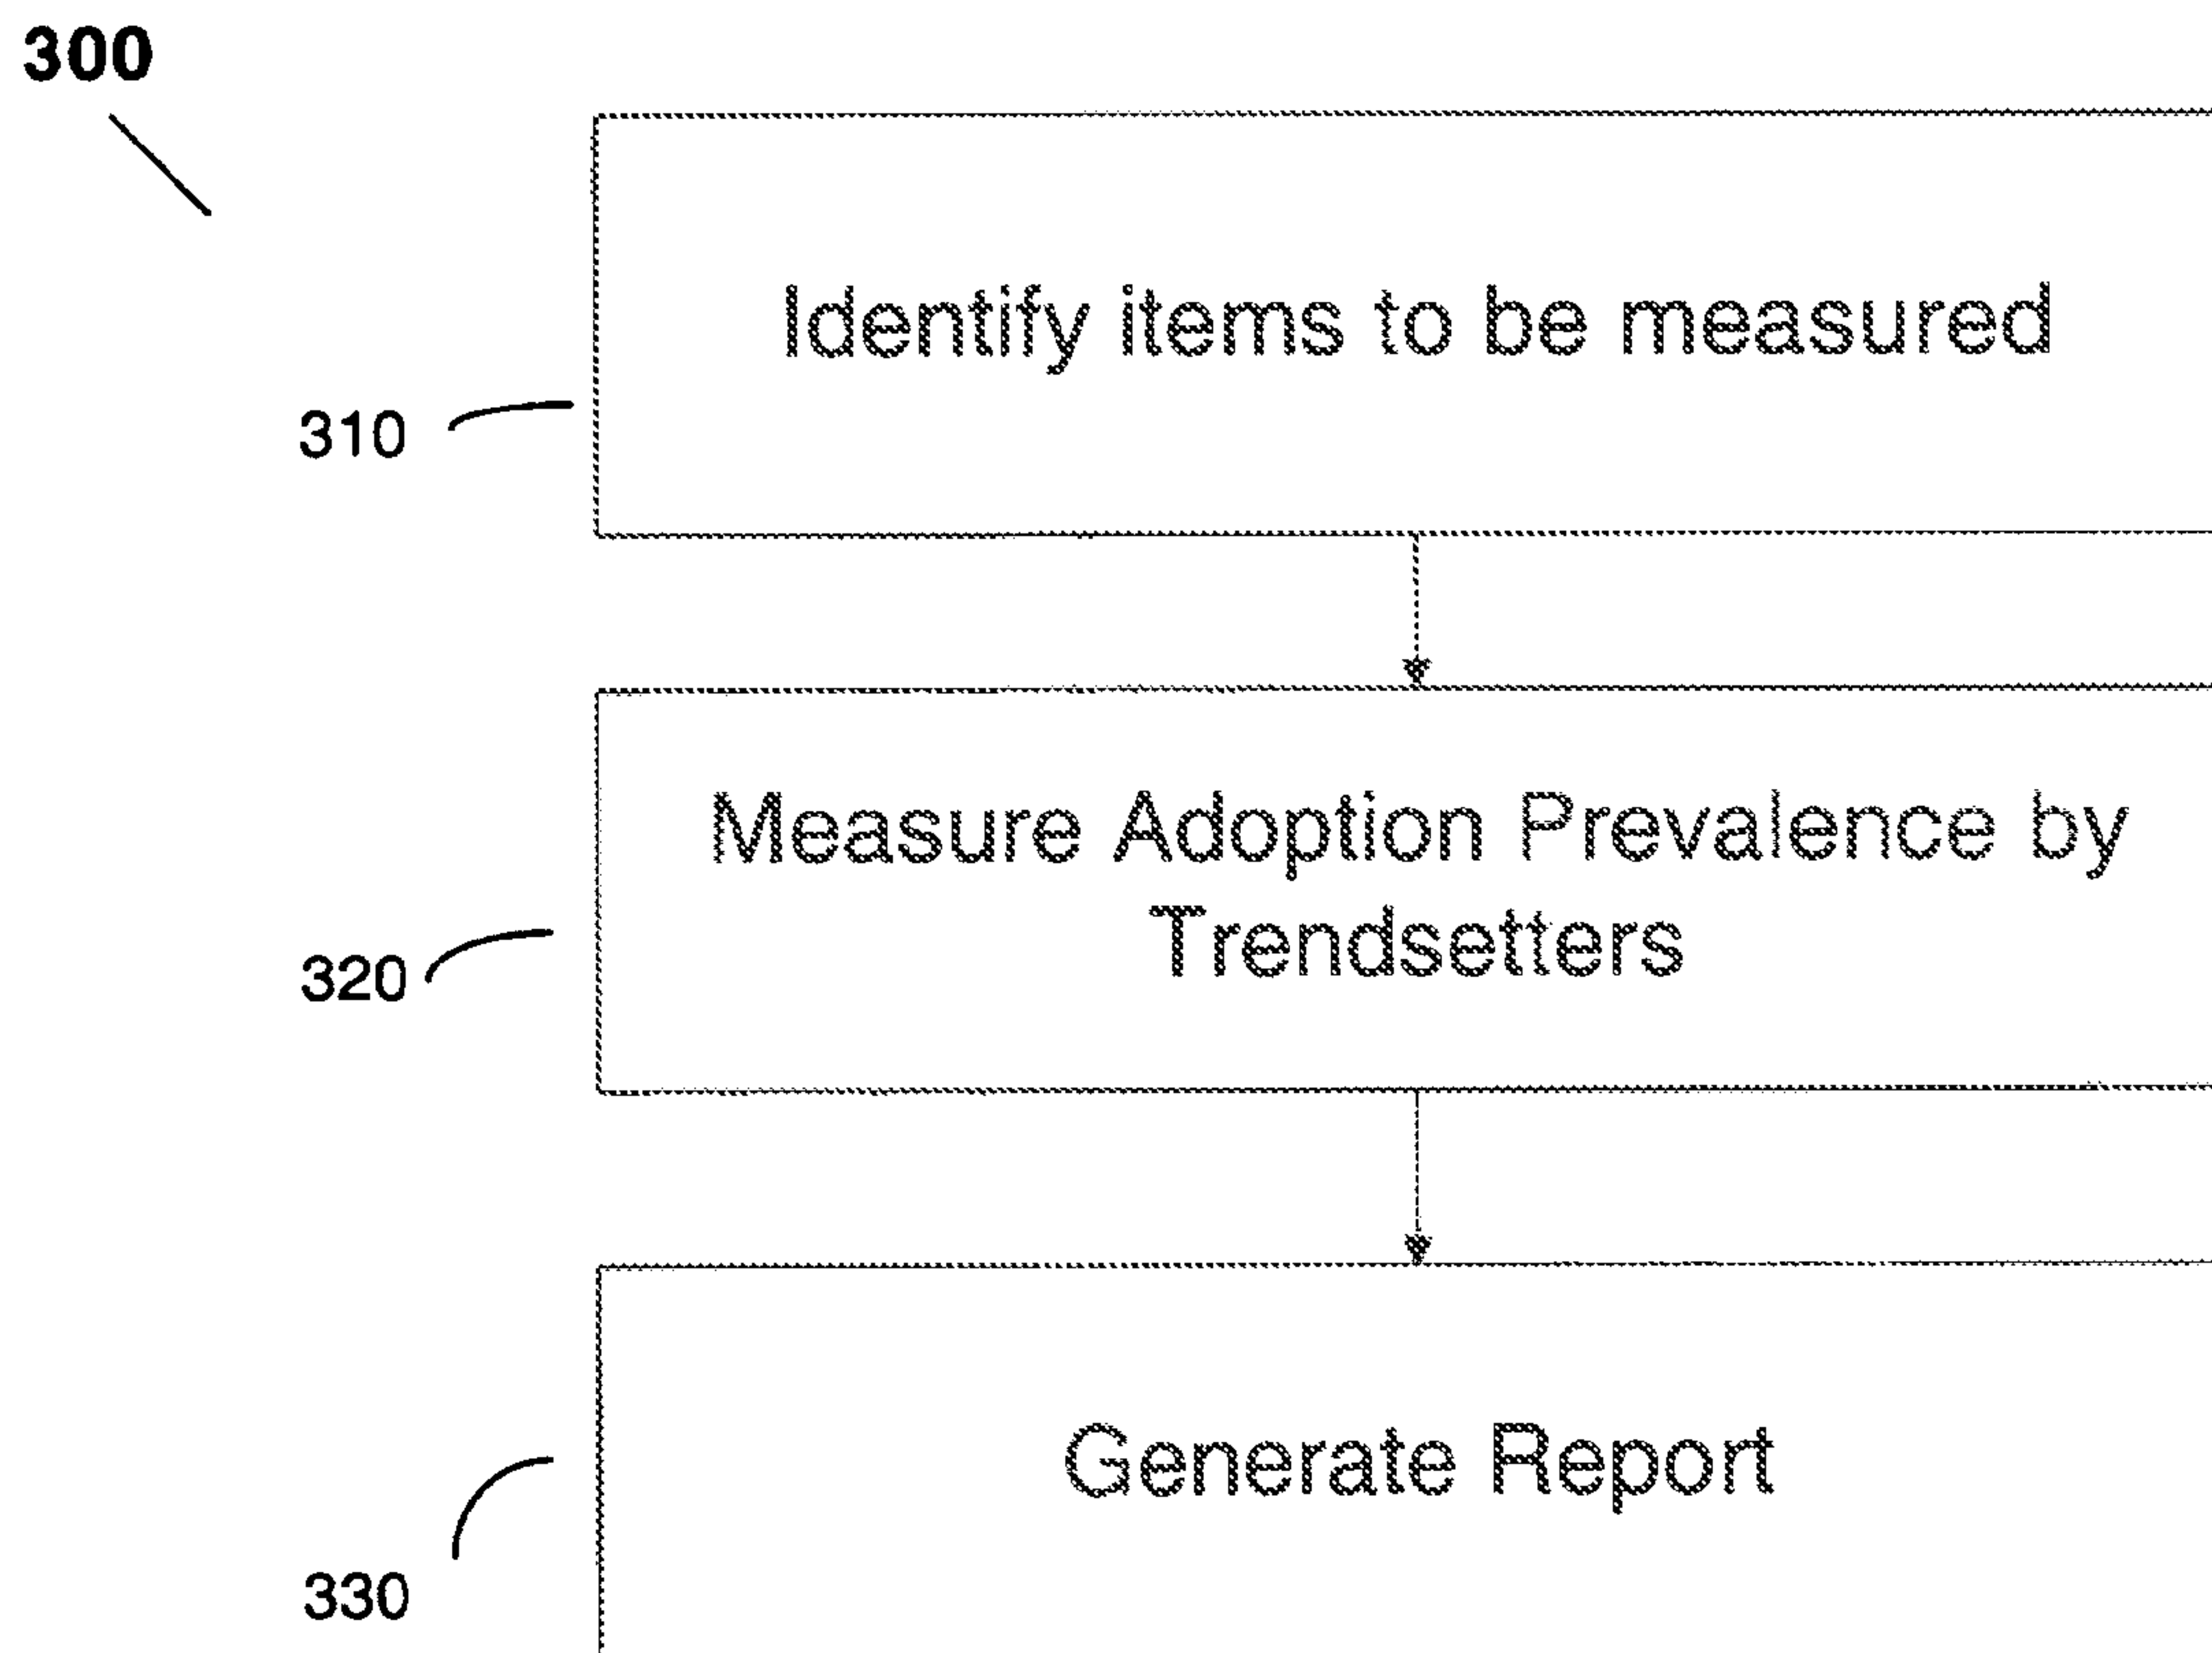 300
Identify items to be measured
310
Measure Adoption Prevalence by
Trendsetters
320
Generate Report
330